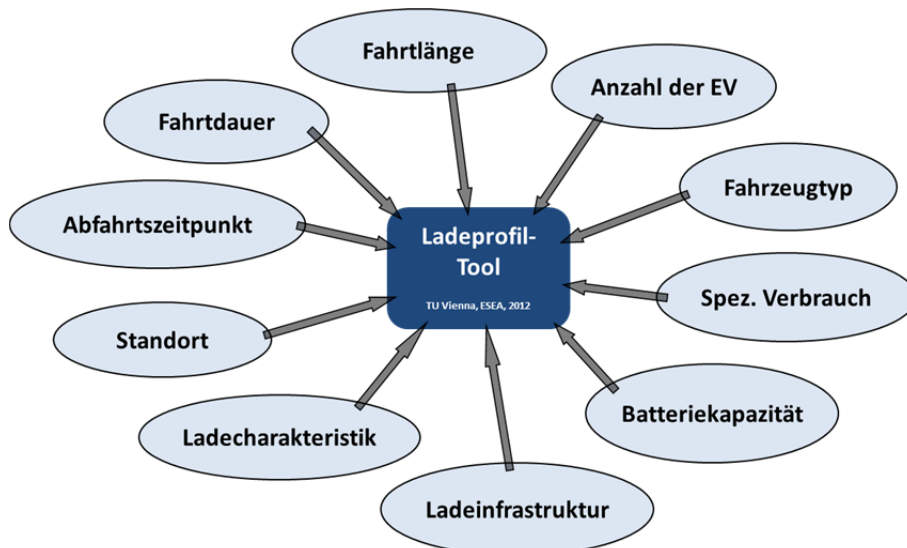 Fahrtlänge
Anzahl der EV
Fahrtdauer
Fahrzeugtyp
Abfahrtszeitpunkt
Ladeprofil-
Tool
TU Vienna, ESEA, 2012
Spez. Verbrauch
Standort
Batteriekapazität
Ladecharakteristik
Ladeinfrastruktur